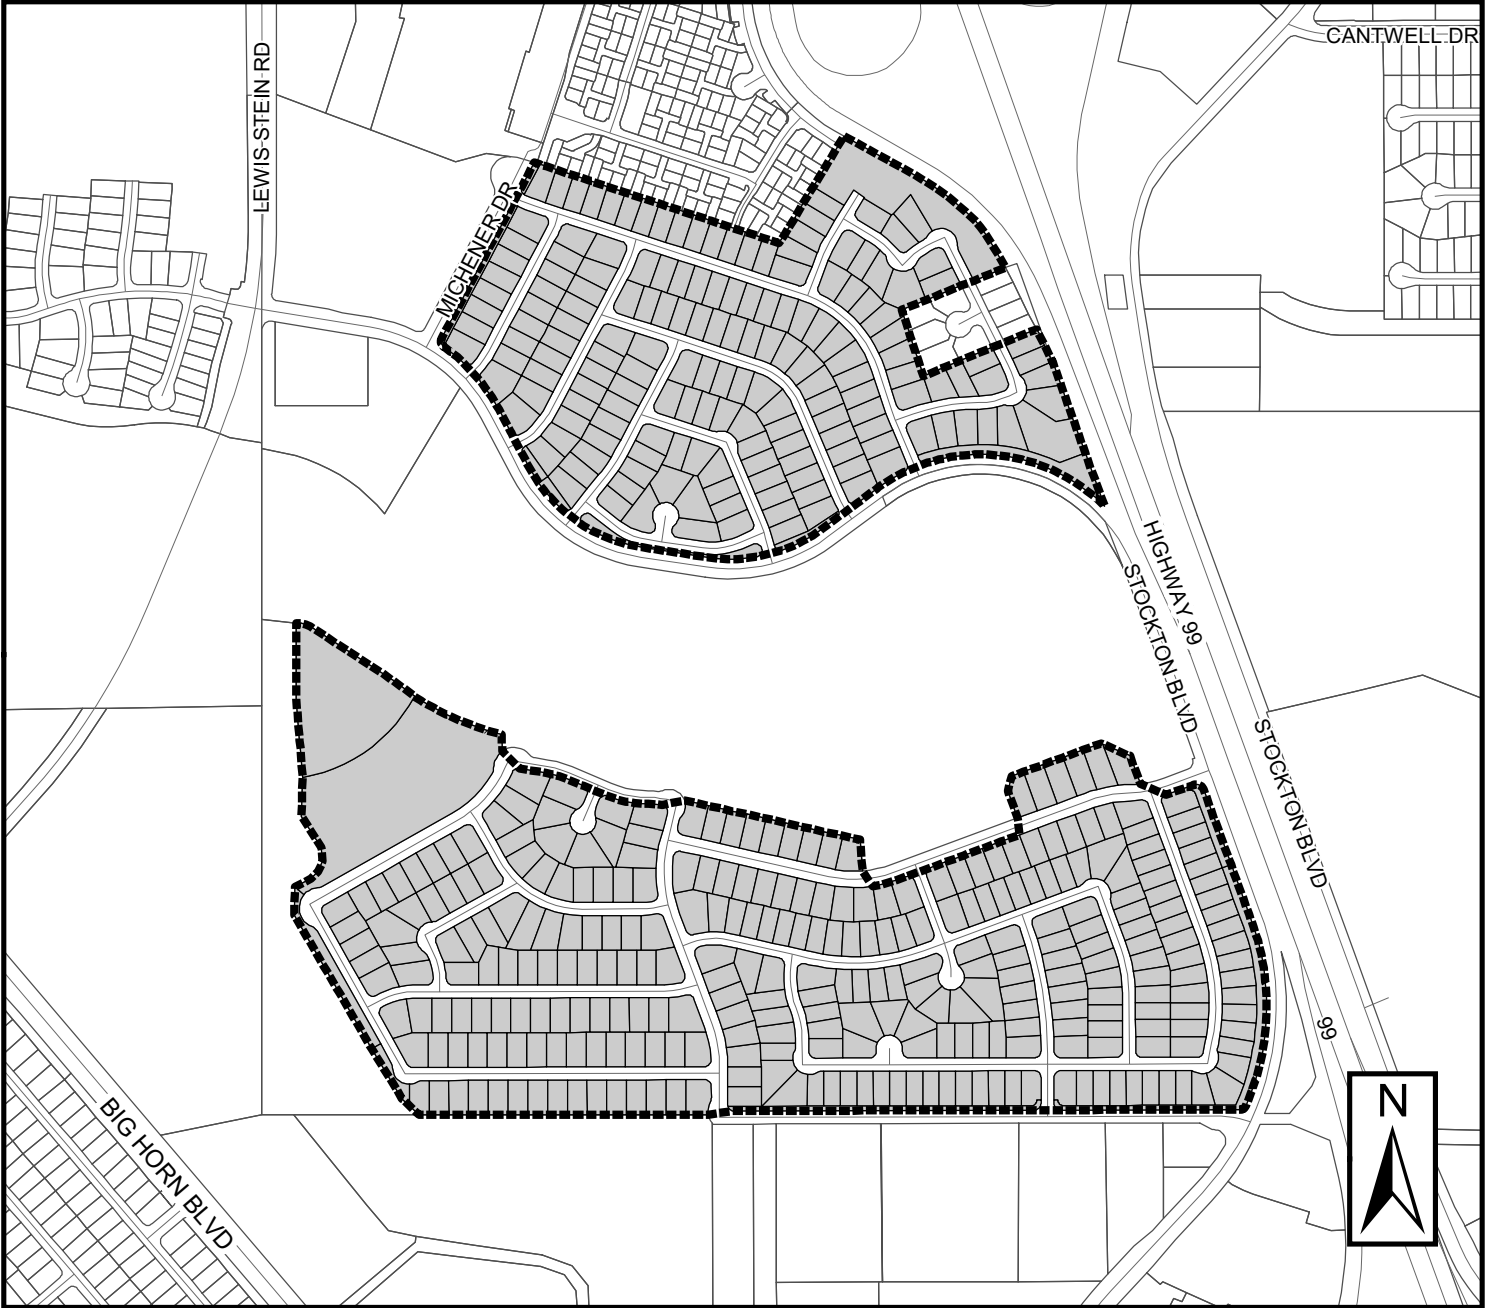 CANTWELL DR
LEWIS STEIN RD
MICHENER DR
HIGHWAY 99
STOCKTON BLVD
STOCKTON BLVD
99
BIG HORN BLVD
N